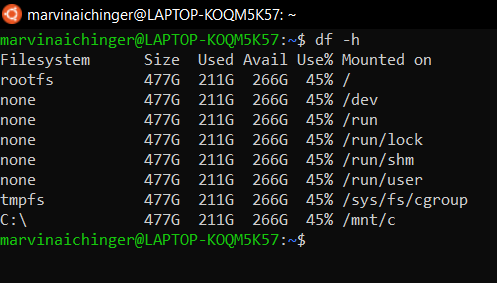 marvinaichinger@LAPTOP-KOQM5K57: ~
marvinaichinger@LAPTOP-KOQM5K57:~$ df -h
Filesystem      Size  Used Avail Use% Mounted on
rootfs          477G  211G  266G  45% /
none            477G  211G  266G  45% /dev
none            477G  211G  266G  45% /run
none            477G  211G  266G  45% /run/lock
none            477G  211G  266G  45% /run/shm
none            477G  211G  266G  45% /run/user
tmpfs           477G  211G  266G  45% /sys/fs/cgroup
C:\             477G  211G  266G  45% /mnt/c
marvinaichinger@LAPTOP-KOQM5K57:~$